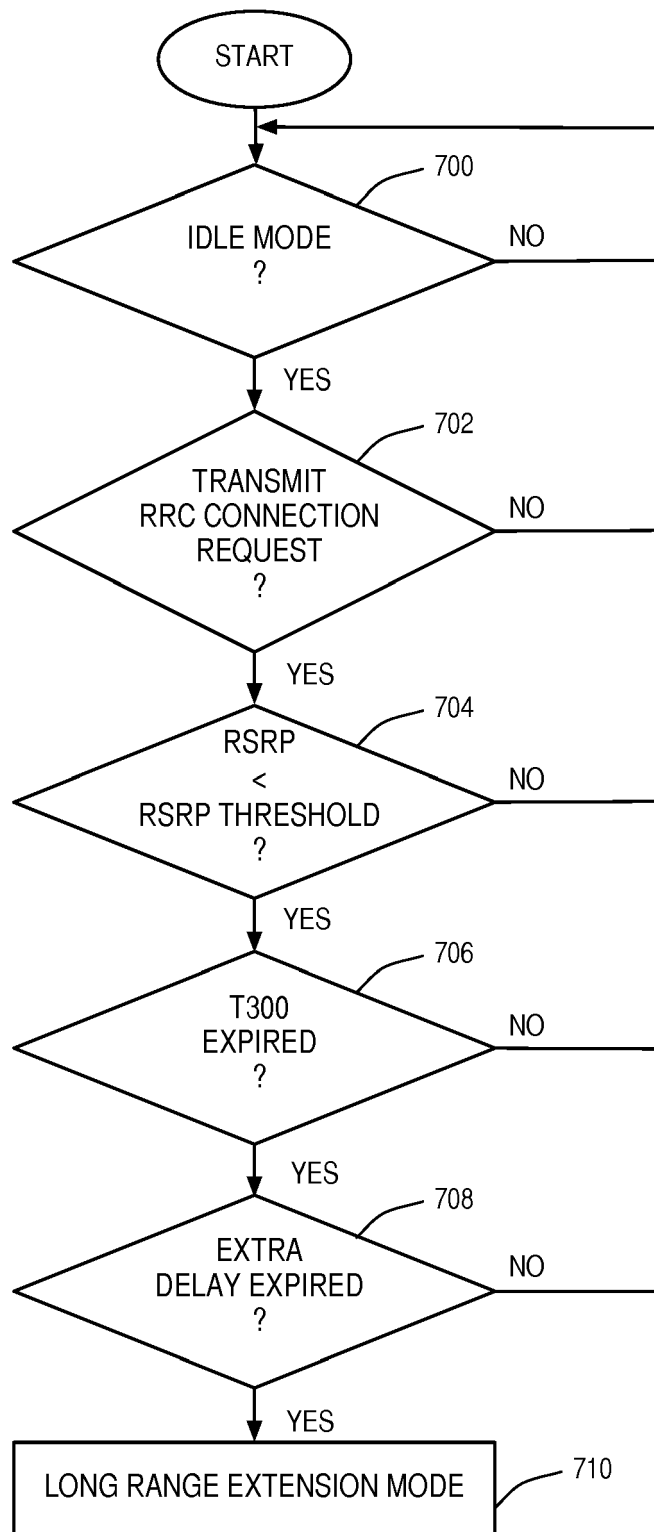 START
700
IDLE MODE
?
NO
YES
702
TRANSMIT
RRC CONNECTION
REQUEST
?
NO
YES
704
RSRP
<
RSRP THRESHOLD
?
NO
YES
706
T300
EXPIRED
?
NO
YES
708
EXTRA
DELAY EXPIRED
?
NO
YES
LONG RANGE EXTENSION MODE
710